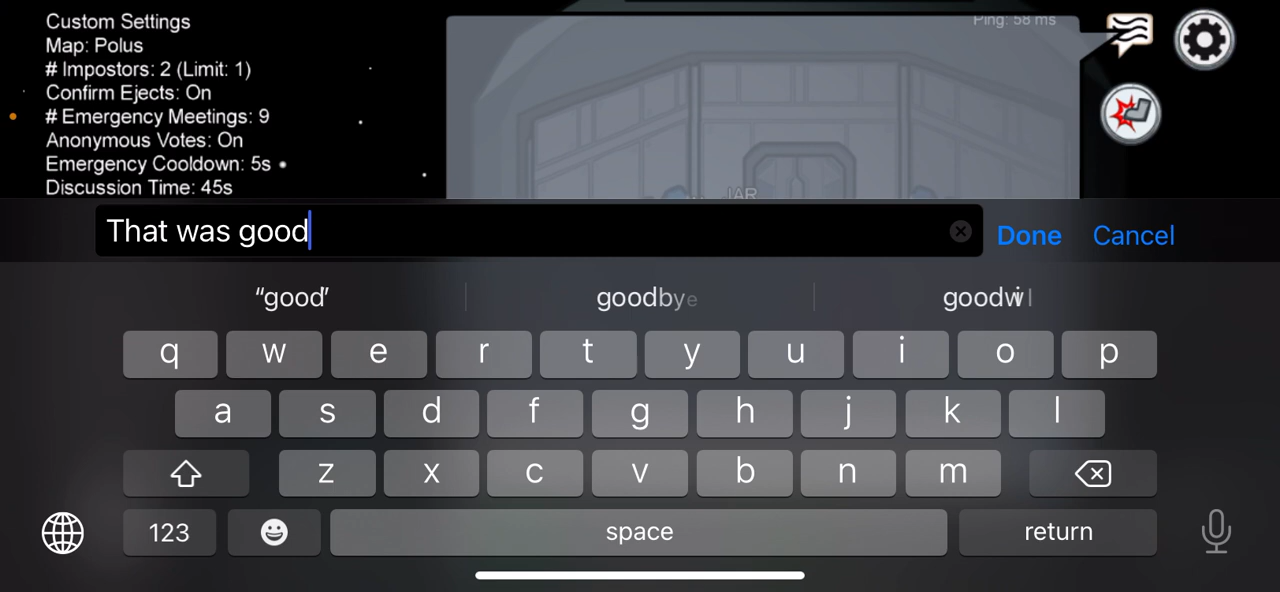 Custom Settings
Map: Polus
# Impostors: 2 (Limit: 1)
Confirm Ejects: On
# Emergency Meetings: 9
Anonymous Votes: On
Emergency Cooldown: 5s
Discussion Time: 45s
Ping: 58 ms
JAR
That was good
Done
Cancel
“good”
goodbye
q w e r t y u i o p
a s d f g h j k l
z x c v b n m
123
space
return